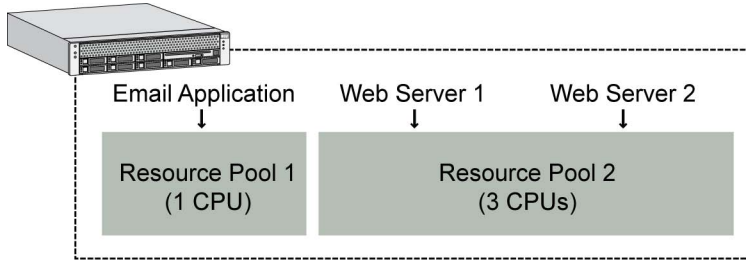 Email Application
Web Server 1
Web Server 2
Resource Pool 1
(1 CPU)
Resource Pool 2
(3 CPUs)